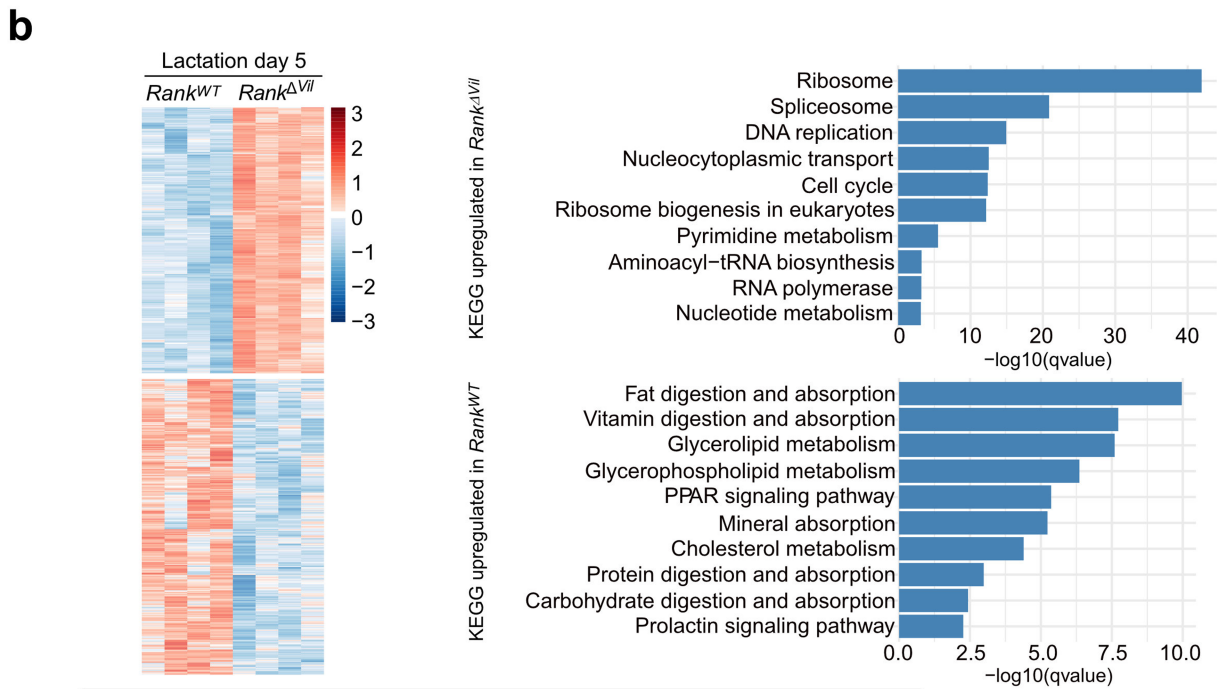 b
Lactation day 5
Rank^WT Rank^ΔVil
3
2
1
0
−1
−2
−3
KEGG upregulated in Rank^ΔVil
Ribosome
Spliceosome
DNA replication
Nucleocytoplasmic transport
Cell cycle
Ribosome biogenesis in eukaryotes
Pyrimidine metabolism
Aminoacyl−tRNA biosynthesis
RNA polymerase
Nucleotide metabolism
0 10 20 30 40
−log10(qvalue)
KEGG upregulated in Rank^WT
Fat digestion and absorption
Vitamin digestion and absorption
Glycerolipid metabolism
Glycerophospholipid metabolism
PPAR signaling pathway
Mineral absorption
Cholesterol metabolism
Protein digestion and absorption
Carbohydrate digestion and absorption
Prolactin signaling pathway
0.0 2.5 5.0 7.5 10.0
−log10(qvalue)